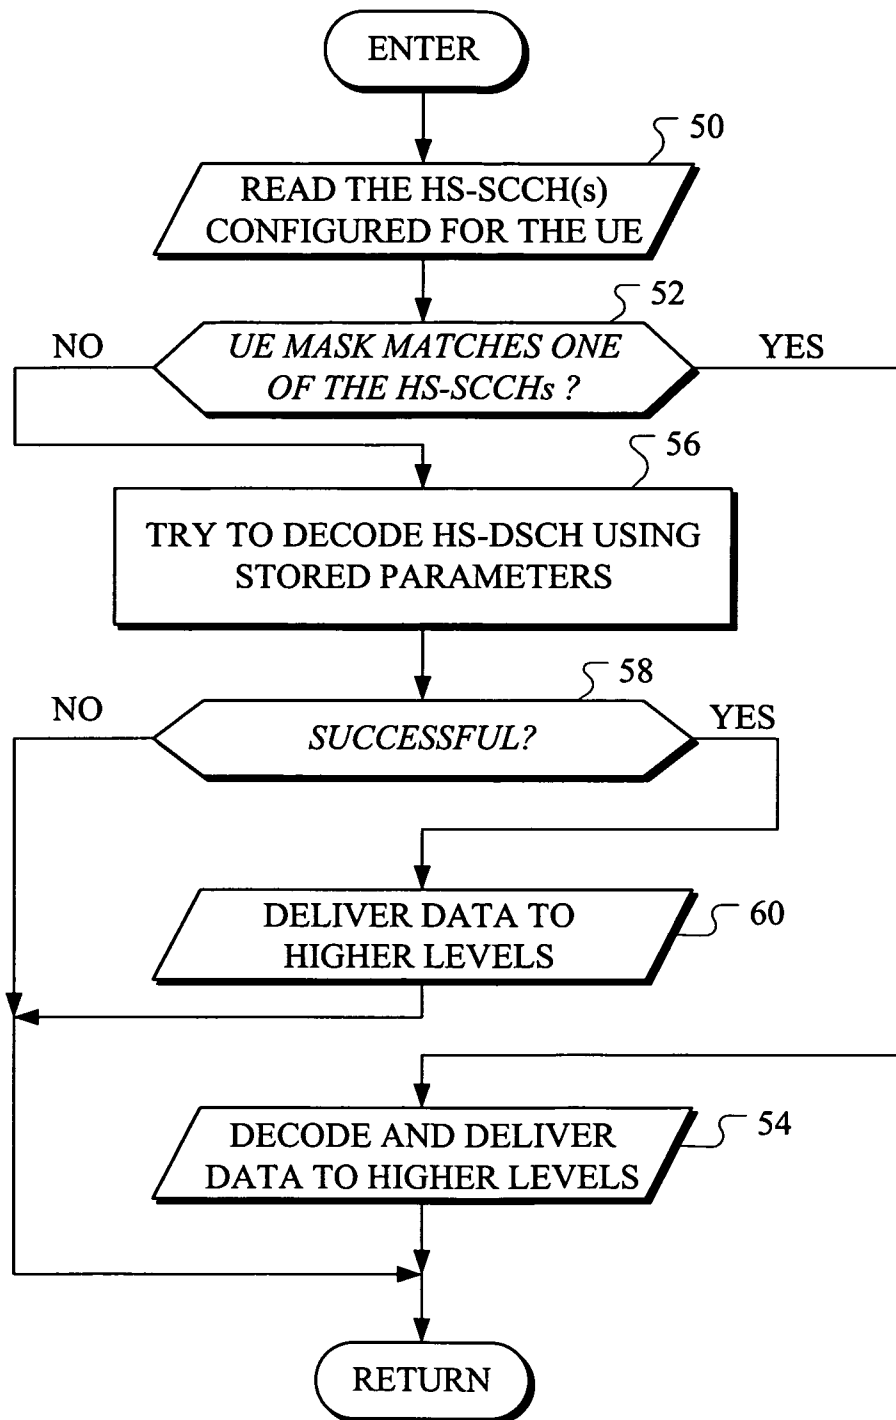 ENTER
50
READ THE HS-SCCH(s)
CONFIGURED FOR THE UE
52
NO
UE MASK MATCHES ONE
OF THE HS-SCCHs ?
YES
56
TRY TO DECODE HS-DSCH USING
STORED PARAMETERS
58
NO
SUCCESSFUL?
YES
DELIVER DATA TO
HIGHER LEVELS
60
DECODE AND DELIVER
DATA TO HIGHER LEVELS
54
RETURN